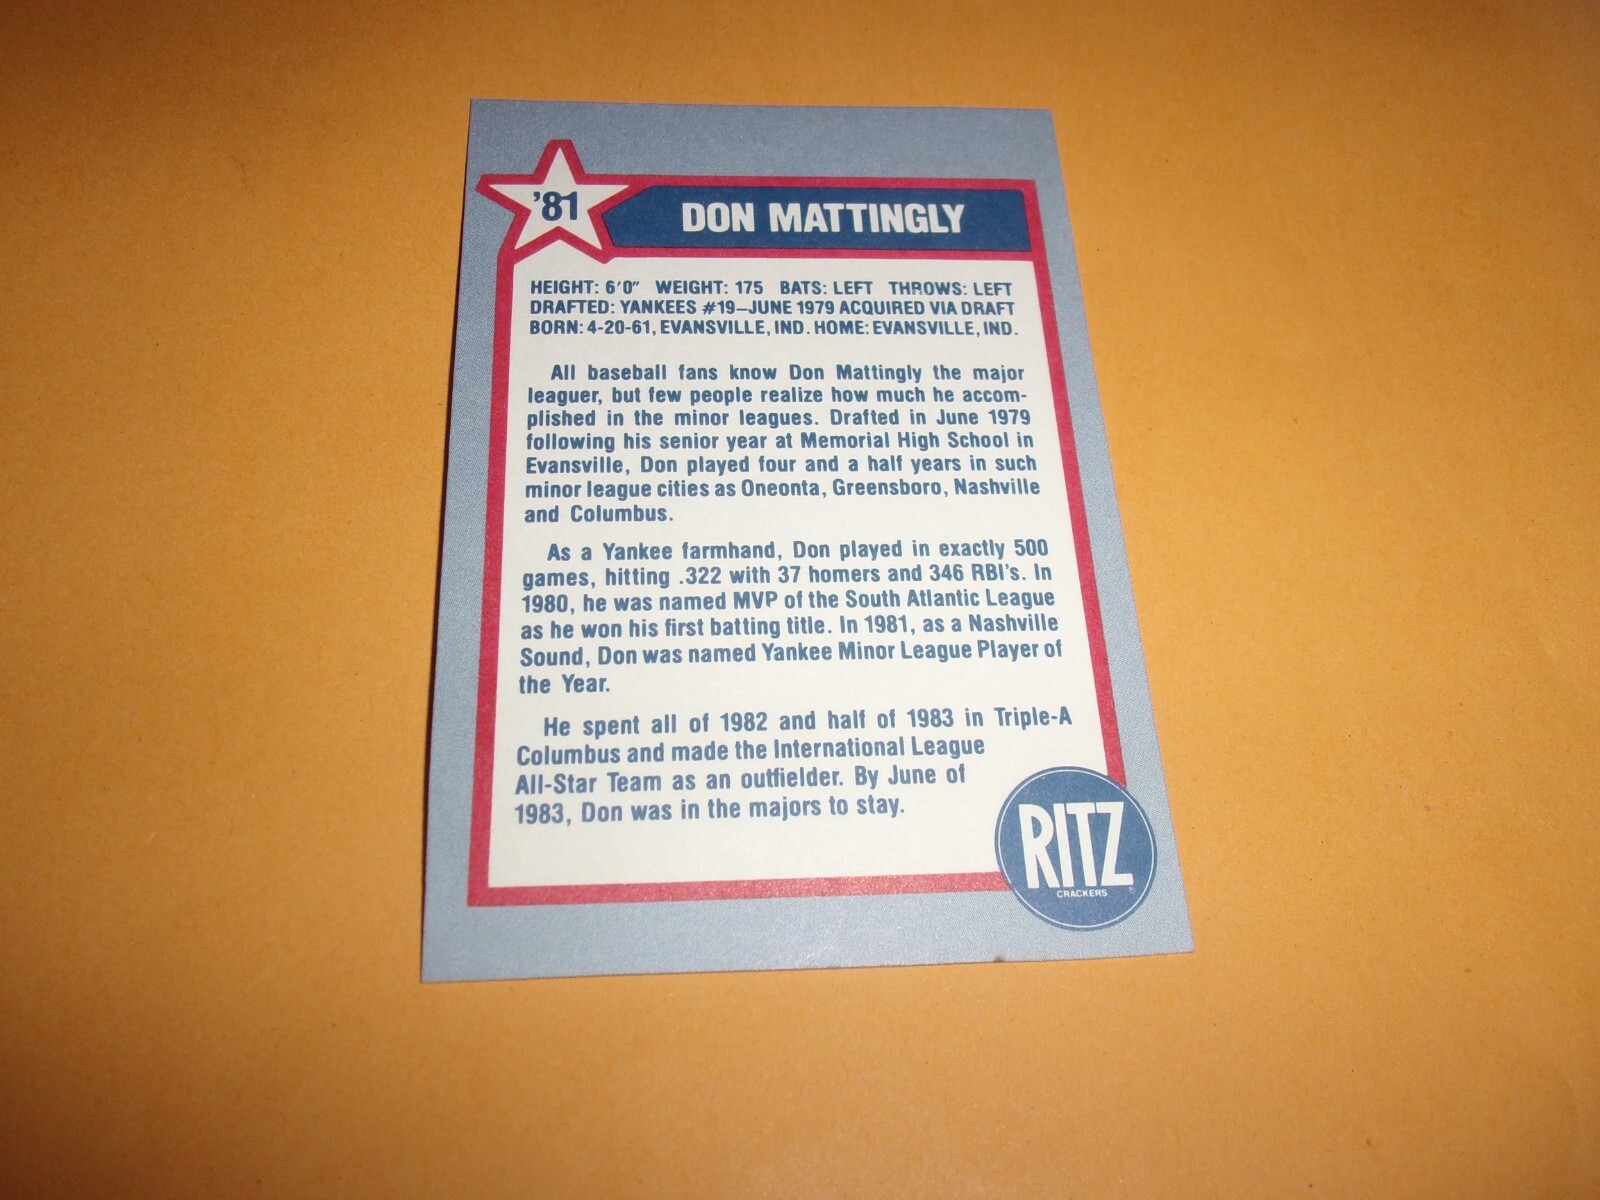 '81
DON MATTINGLY
HEIGHT: 6'0" WEIGHT: 175 BATS: LEFT THROWS: LEFT
DRAFTED: YANKEES #19–JUNE 1979 ACQUIRED VIA DRAFT
BORN: 4-20-61, EVANSVILLE, IND. HOME: EVANSVILLE, IND.
All baseball fans know Don Mattingly the major
leaguer, but few people realize how much he accom-
plished in the minor leagues. Drafted in June 1979
following his senior year at Memorial High School in
Evansville, Don played four and a half years in such
minor league cities as Oneonta, Greensboro, Nashville
and Columbus.
As a Yankee farmhand, Don played in exactly 500
games, hitting .322 with 37 homers and 346 RBI's. In
1980, he was named MVP of the South Atlantic League
as he won his first batting title. In 1981, as a Nashville
Sound, Don was named Yankee Minor League Player of
the Year.
He spent all of 1982 and half of 1983 in Triple-A
Columbus and made the International League
All-Star Team as an outfielder. By June of
1983, Don was in the majors to stay.
RITZ
CRACKERS ®